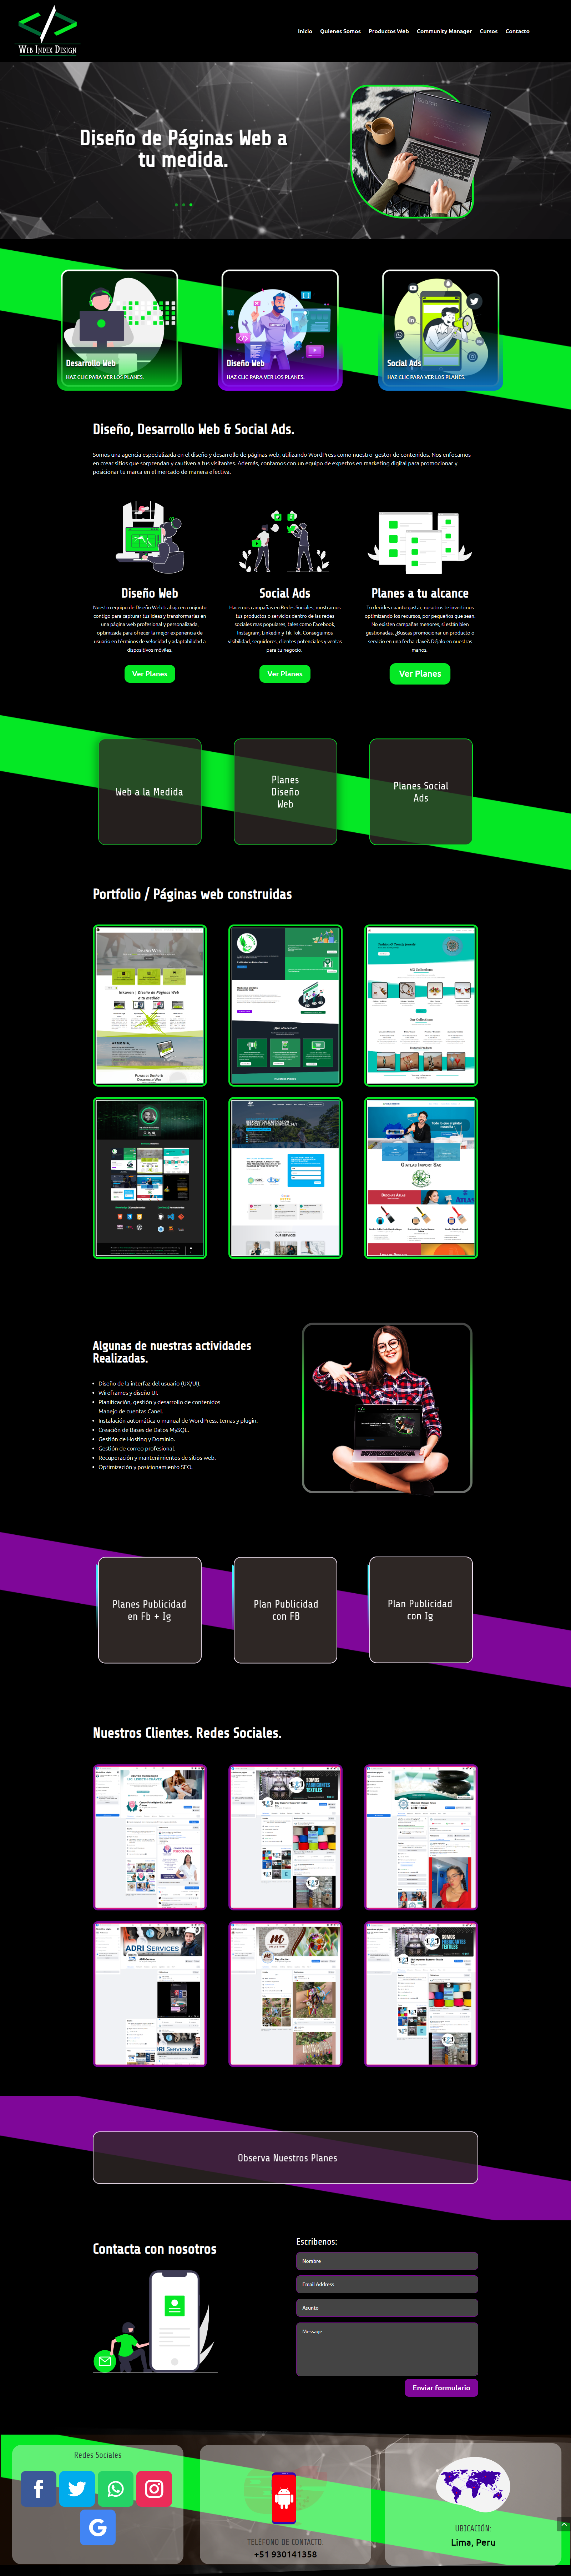 Web Index Design
Inicio Quienes Somos Productos Web Community Manager Cursos Contacto
Diseño de Páginas Web a
tu medida.
Desarrollo Web
HAZ CLIC PARA VER LOS PLANES.
Diseño Web
HAZ CLIC PARA VER LOS PLANES.
Social Ads
HAZ CLIC PARA VER LOS PLANES.
Diseño, Desarrollo Web & Social Ads.
Somos una agencia especializada en el diseño y desarrollo de páginas web, utilizando WordPress como nuestro gestor de contenidos. Nos enfocamos
en crear sitios que sorprendan y cautiven a tus visitantes. Además, contamos con un equipo de expertos en marketing digital para promocionar y
posicionar tu marca en el mercado de manera efectiva.
Diseño Web
Nuestro equipo de Diseño Web trabaja en conjunto
contigo para capturar tus ideas y transformarlas en
una página web profesional y personalizada,
optimizada para ofrecer la mejor experiencia de
usuario en términos de velocidad y adaptabilidad a
dispositivos móviles.
Ver Planes
Social Ads
Hacemos campañas en Redes Sociales, mostramos
tus productos o servicios dentro de las redes
sociales mas populares, tales como Facebook,
Instagram, Linkedin y Tik Tok. Conseguimos
visibilidad, seguidores, clientes potenciales y ventas
para tu negocio.
Ver Planes
Planes a tu alcance
Tu decides cuanto gastar, nosotros te invertimos
optimizando los recursos, por pequeños que sean.
No existen campañas menores, si están bien
gestionadas. ¿Buscas promocionar un producto o
servicio en una fecha clave?. Déjalo en nuestras
manos.
Ver Planes
Web a la Medida
Planes
Diseño
Web
Planes Social
Ads
Portfolio / Páginas web construidas
Diseño Web
Gatlas Import Sac
Algunas de nuestras actividades
Realizadas.
• Diseño de la interfaz del usuario (UX/UI),
• Wireframes y diseño UI.
• Planificación, gestión y desarrollo de contenidos
Manejo de cuentas Canel.
• Instalación automática o manual de WordPress, temas y plugin.
• Creación de Bases de Datos MySQL.
• Gestión de Hosting y Dominio.
• Gestión de correo profesional.
• Recuperación y mantenimientos de sitios web.
• Optimización y posicionamiento SEO.
Planes Publicidad
en Fb + Ig
Plan Publicidad
con FB
Plan Publicidad
con Ig
Nuestros Clientes. Redes Sociales.
SOMOS
FABRICANTES
TEXTILES
ADRI SERVICES
SOMOS
FABRICANTES
TEXTILES
Observa Nuestros Planes
Contacta con nosotros
Escribenos:
Nombre
Email Address
Asunto
Message
Enviar formulario
Redes Sociales
TELÉFONO DE CONTACTO:
+51 930141358
UBICACIÓN:
Lima, Peru